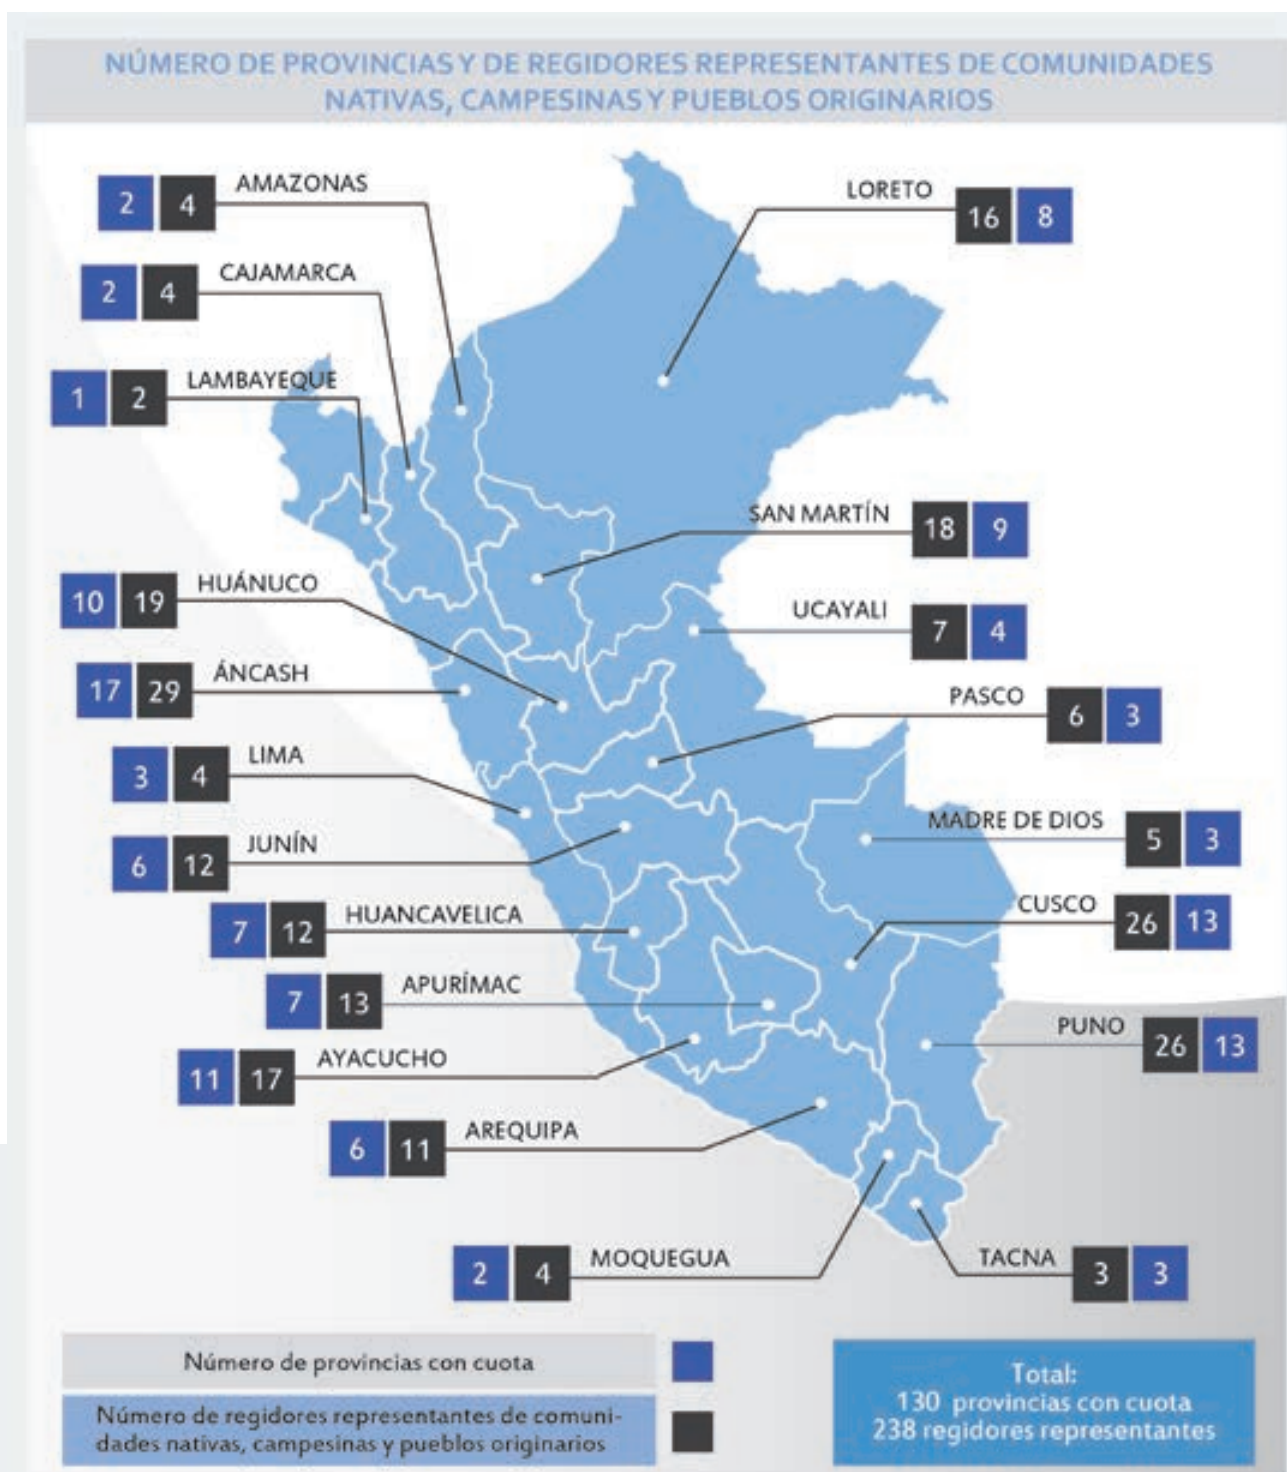 NÚMERO DE PROVINCIAS Y DE REGIDORES REPRESENTANTES DE COMUNIDADES
NATIVAS, CAMPESINAS Y PUEBLOS ORIGINARIOS
2 4 AMAZONAS
LORETO 16 8
2 4 CAJAMARCA
1 2 LAMBAYEQUE
SAN MARTÍN 18 9
10 19 HUÁNUCO
UCAYALI 7 4
17 29 ÁNCASH
PASCO 6 3
3 4 LIMA
MADRE DE DIOS 5 3
6 12 JUNÍN
CUSCO 26 13
7 12 HUANCAVELICA
7 13 APURÍMAC
PUNO 26 13
11 17 AYACUCHO
6 11 AREQUIPA
2 4 MOQUEGUA
TACNA 3 3
Número de provincias con cuota
Número de regidores representantes de comuni-
dades nativas, campesinas y pueblos originarios
Total:
130 provincias con cuota
238 regidores representantes